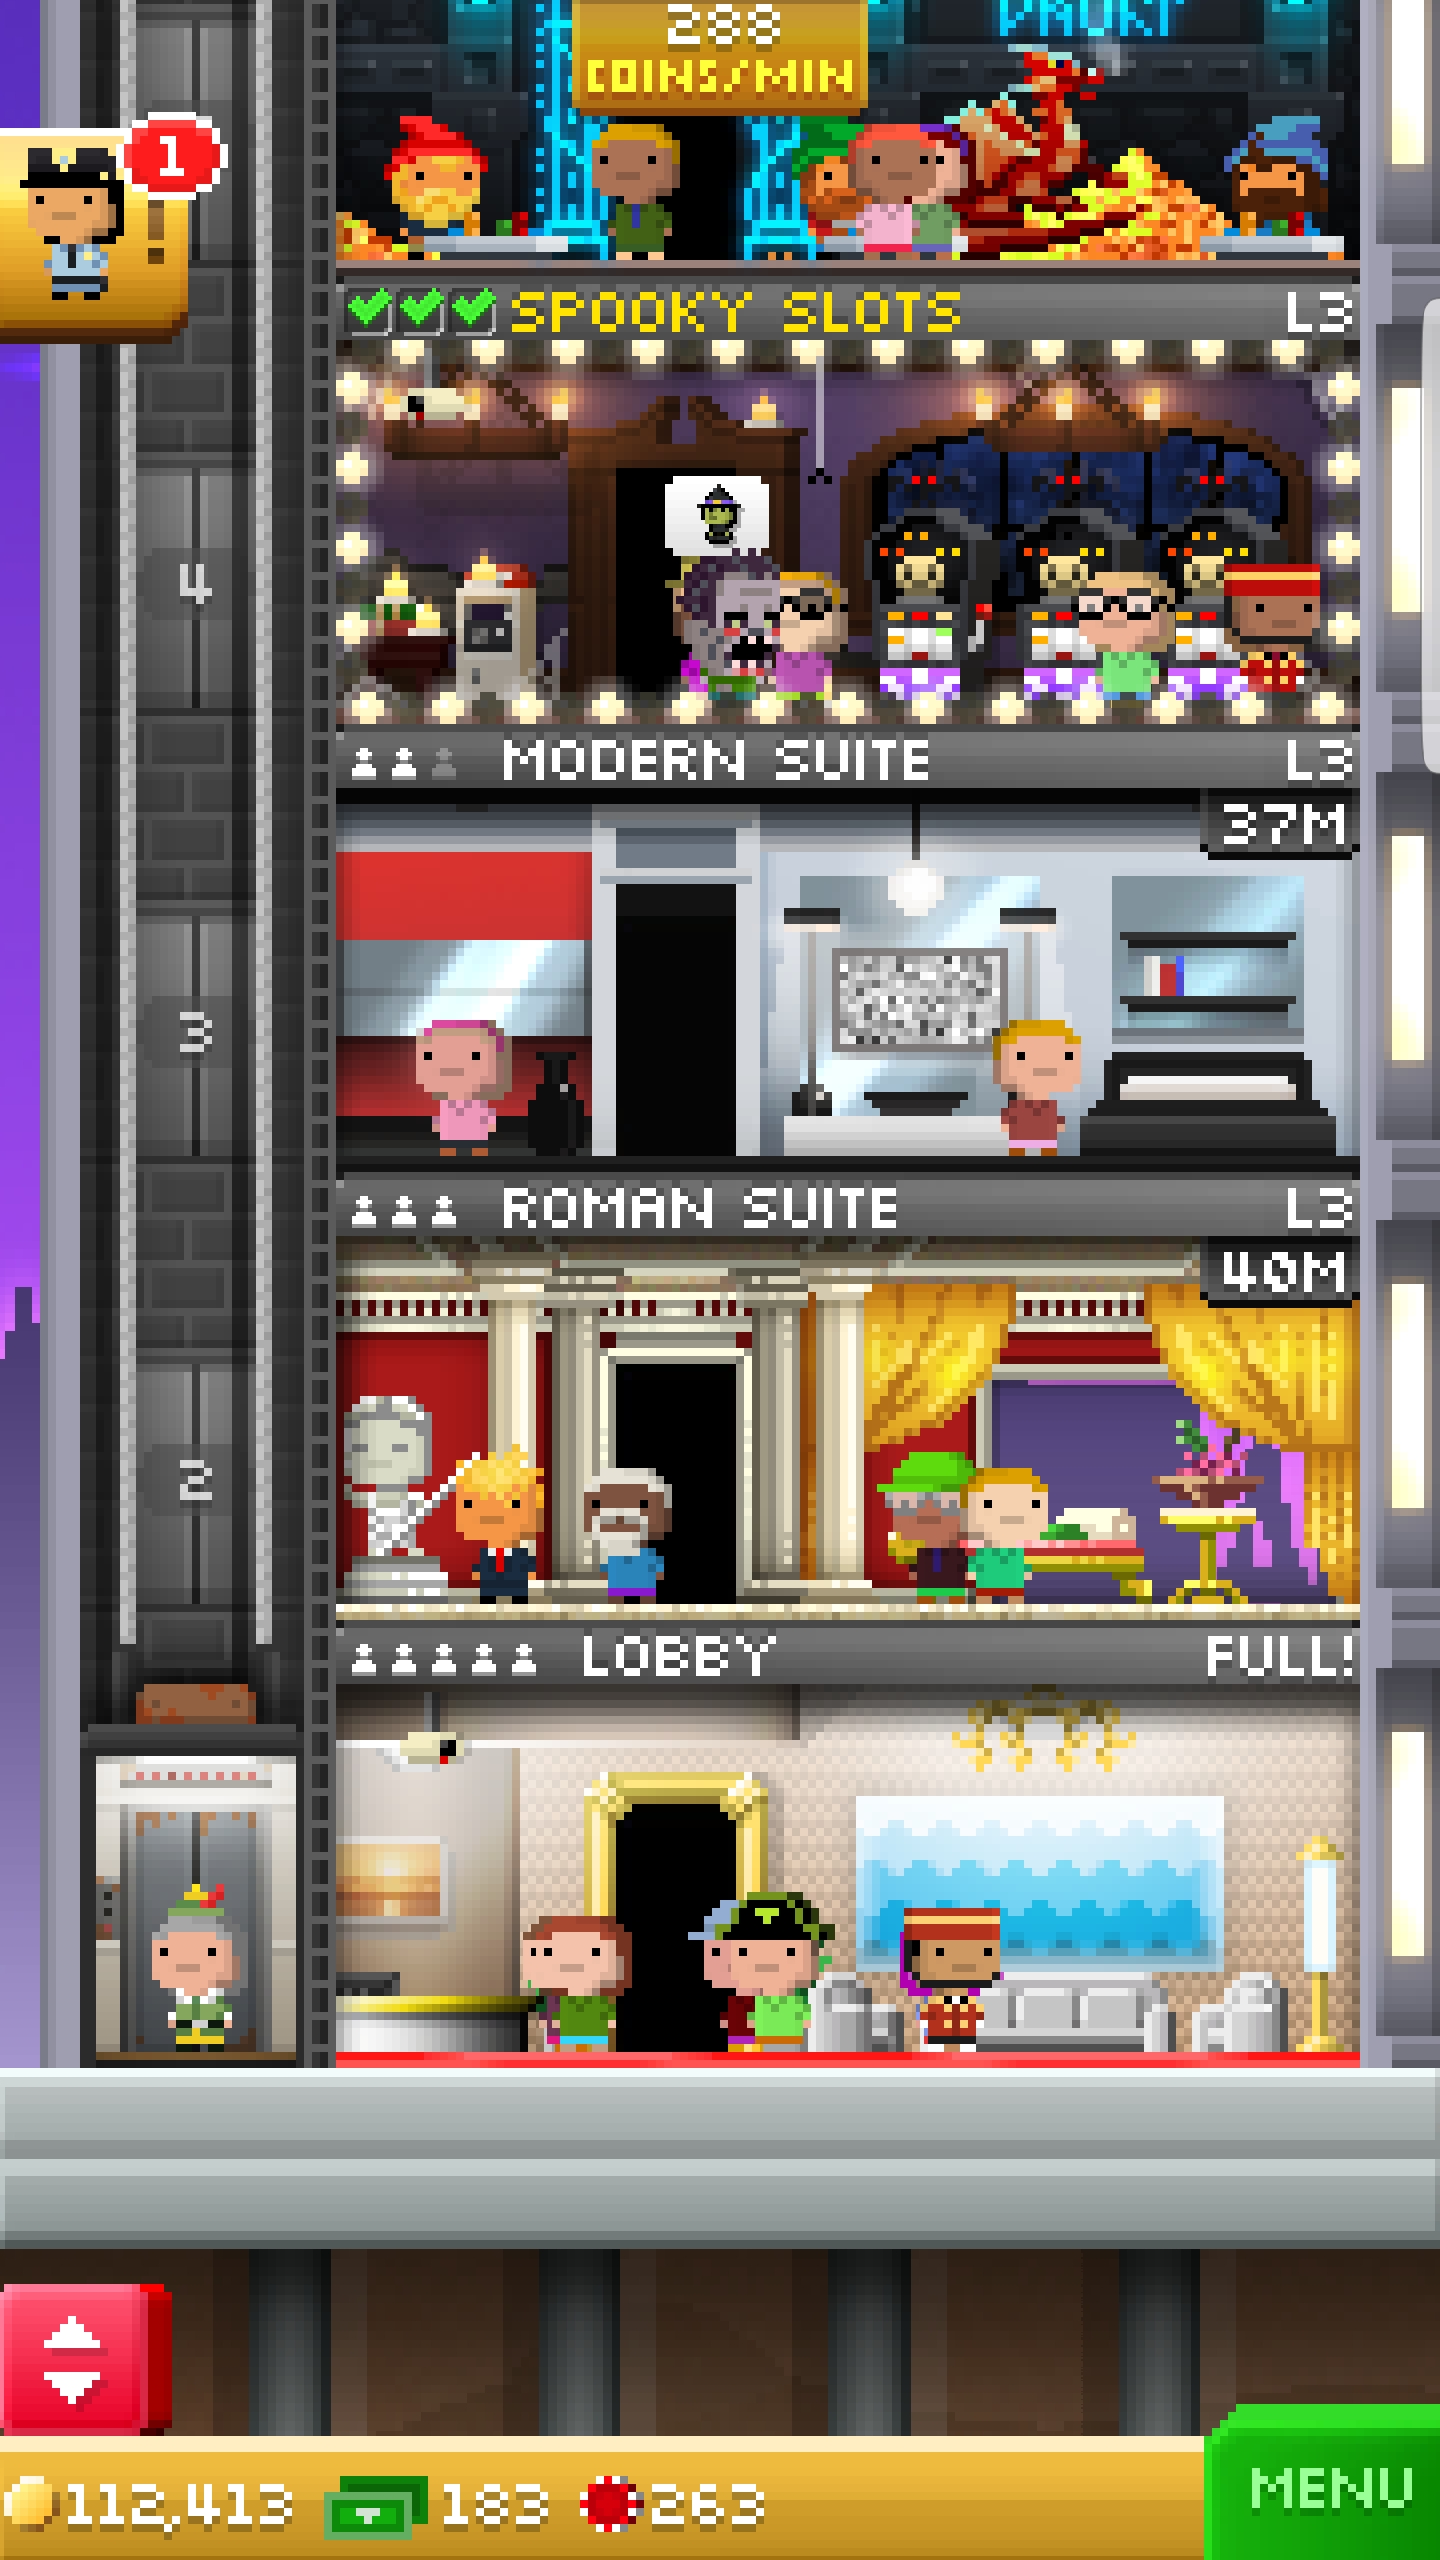 288
COINS/MIN
1
SPOOKY SLOTS L3
4
MODERN SUITE L3
37M
3
ROMAN SUITE L3
40M
2
LOBBY FULL!
112,413 183 263
MENU